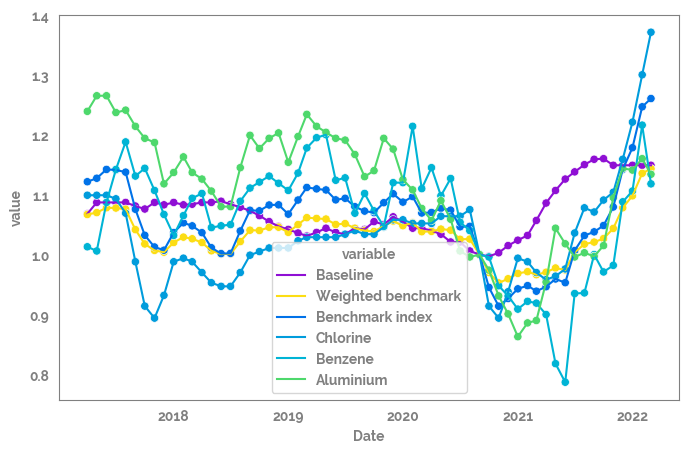 1.4
1.3
1.2
1.1
1.0
0.9
0.8
value
variable
Baseline
Weighted benchmark
Benchmark index
Chlorine
Benzene
Aluminium
2018
2019
2020
2021
2022
Date